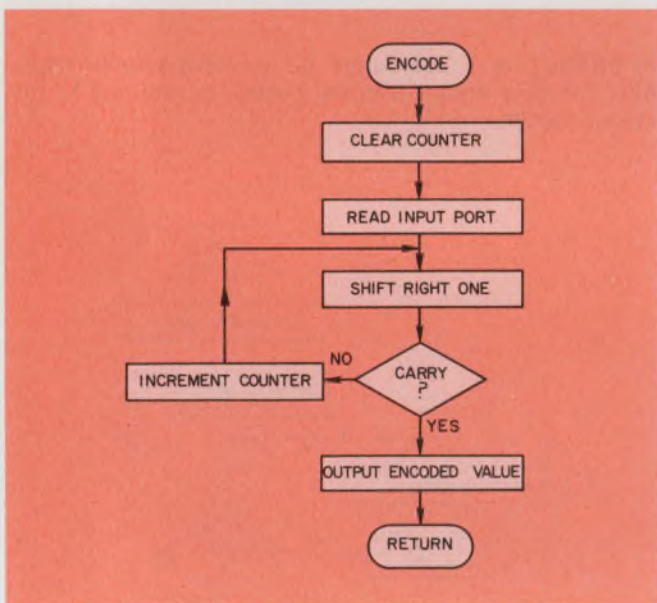 ENCODE
CLEAR COUNTER
READ INPUT PORT
SHIFT RIGHT ONE
INCREMENT COUNTER
NO
CARRY
?
YES
OUTPUT ENCODED VALUE
RETURN